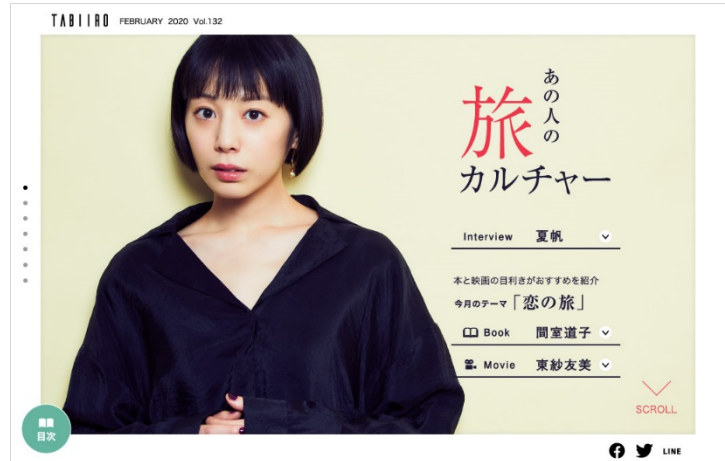 TABIIRO FEBRUARY 2020 Vol.132
あの人の
旅
カルチャー
Interview 夏帆
本と映画の目利きがおすすめを紹介
今月のテーマ「恋の旅」
Book 間室道子
Movie 東紗友美
SCROLL
目次
LINE